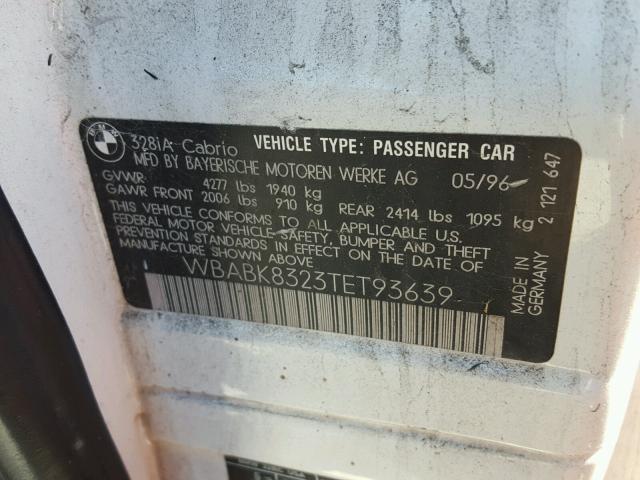 BMW
328iA Cabrio VEHICLE TYPE: PASSENGER CAR
MFD BY BAYERISCHE MOTOREN WERKE AG 05/96
GVWR 4277 lbs 1940 kg
GAWR FRONT 2006 lbs 910 kg REAR 2414 lbs 1095 kg
THIS VEHICLE CONFORMS TO ALL APPLICABLE U.S.
FEDERAL MOTOR VEHICLE SAFETY, BUMPER AND THEFT
PREVENTION STANDARDS IN EFFECT ON THE DATE OF
MANUFACTURE SHOWN ABOVE
WBABK8323TET93639
MADE IN
GERMANY
2 121 647